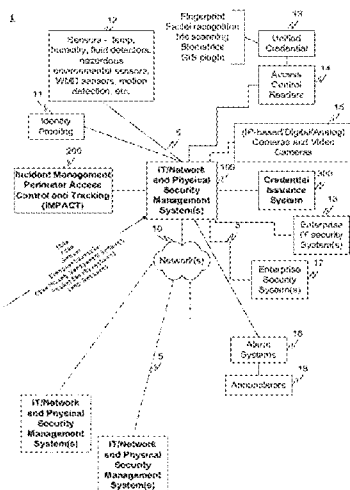 1
12
Sensors - Temp,
humidity, fluid detectors,
hazardous
environmental sensors,
WMD sensors, motion
detection, etc.
Fingerprint
Facial recognition
Iris scanning
Biometrics
GIS plugin
13
Unified
Credential
14
Access
Control
Readers
11
Identity
Proofing
15
(IP-based/Digital/Analog)
Cameras and Video
Cameras
200
Incident Management
Perimeter Access
Control and Tracking
(IMPACT)
5
100
IT/Network
and Physical
Security
Management
System(s)
300
Credential
Issuance
System
Enterprise
IT security
System(s)
10
Network(s)
5
17
Enterprise
Security
System(s)
5
16
Alarm
Systems
18
Annunciators
IT/Network
and Physical
Security
Management
System(s)
IT/Network
and Physical
Security
Management
System(s)